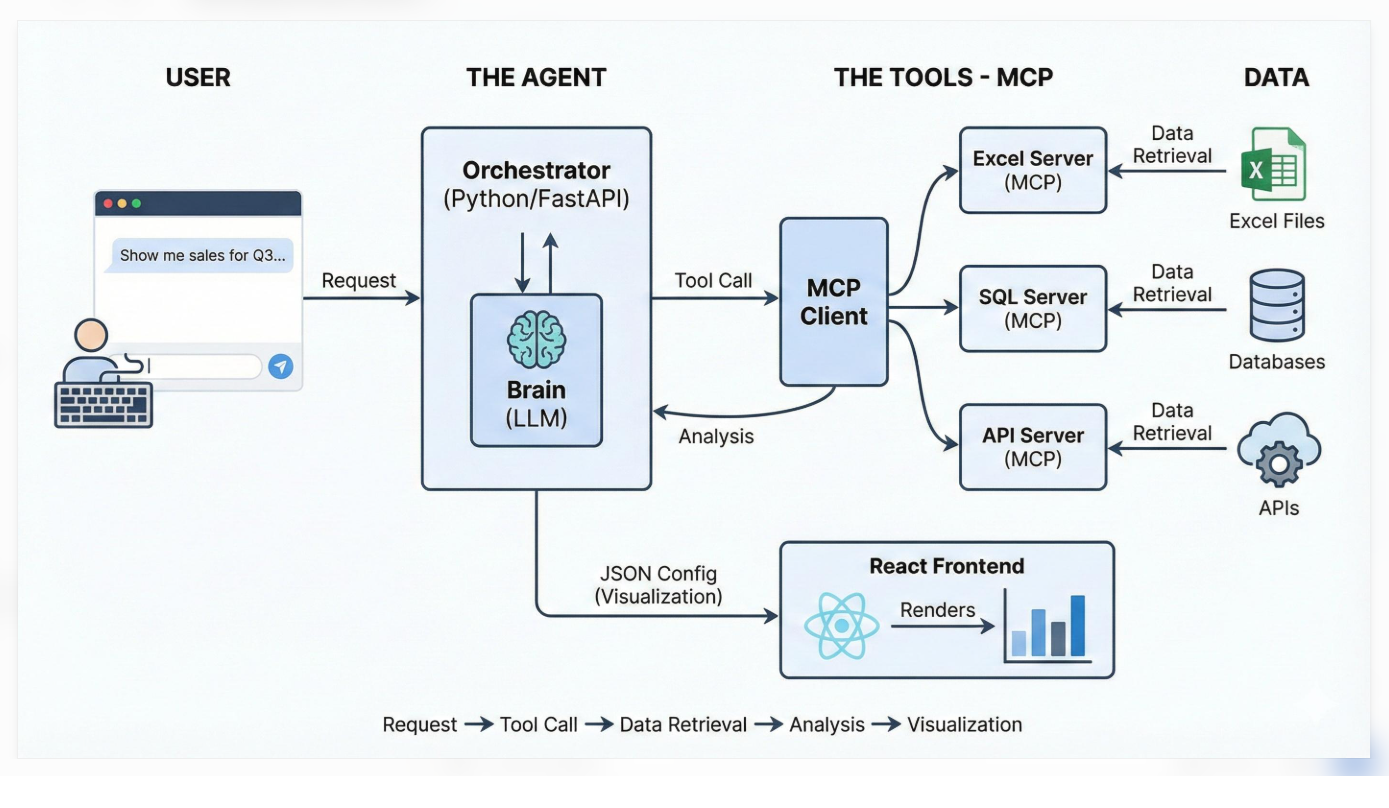 USER
THE AGENT
THE TOOLS - MCP
DATA
Show me sales for Q3...
Request
Orchestrator
(Python/FastAPI)
Brain
(LLM)
Tool Call
Analysis
MCP
Client
Excel Server
(MCP)
Data
Retrieval
X
Excel Files
SQL Server
(MCP)
Data
Retrieval
Databases
API Server
(MCP)
Data
Retrieval
APIs
JSON Config
(Visualization)
React Frontend
Renders
Request → Tool Call → Data Retrieval → Analysis → Visualization